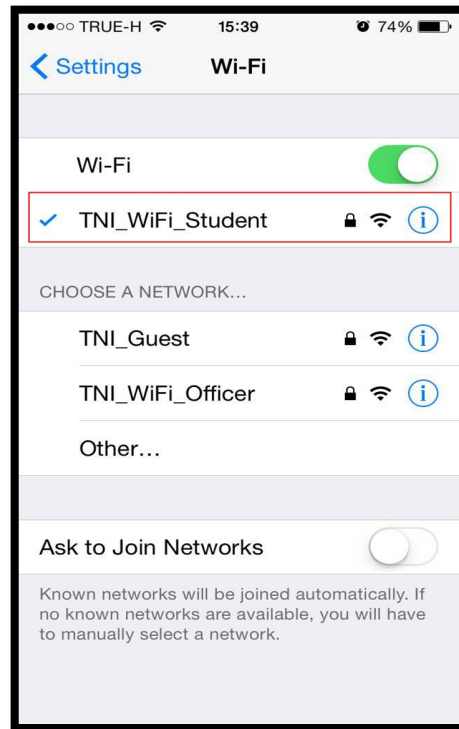 TRUE-H 15:39 74%
Settings Wi-Fi
Wi-Fi
TNI_WiFi_Student
CHOOSE A NETWORK...
TNI_Guest
TNI_WiFi_Officer
Other...
Ask to Join Networks
Known networks will be joined automatically. If
no known networks are available, you will have
to manually select a network.